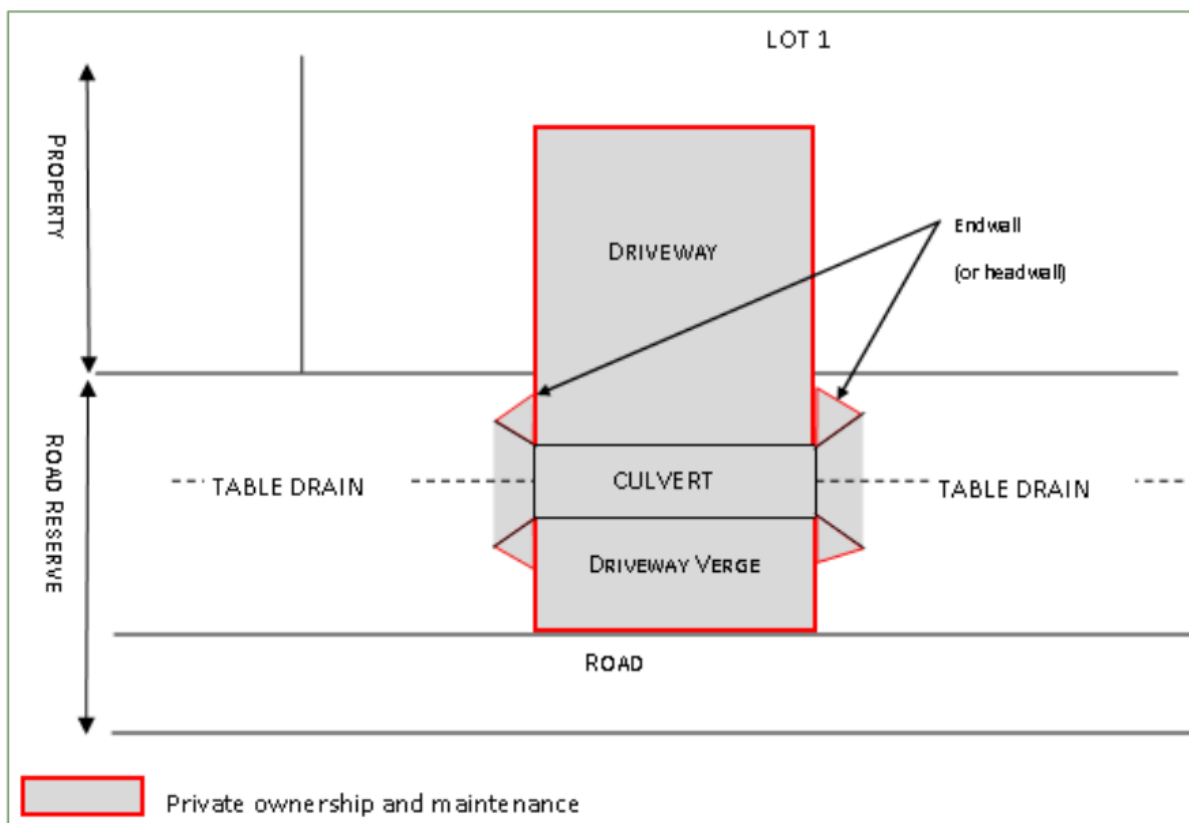 LOT 1
PROPERTY
DRIVEWAY
Endwall
(or headwall)
ROAD RESERVE
TABLE DRAIN
CULVERT
TABLE DRAIN
DRIVEWAY VERGE
ROAD
Private ownership and maintenance